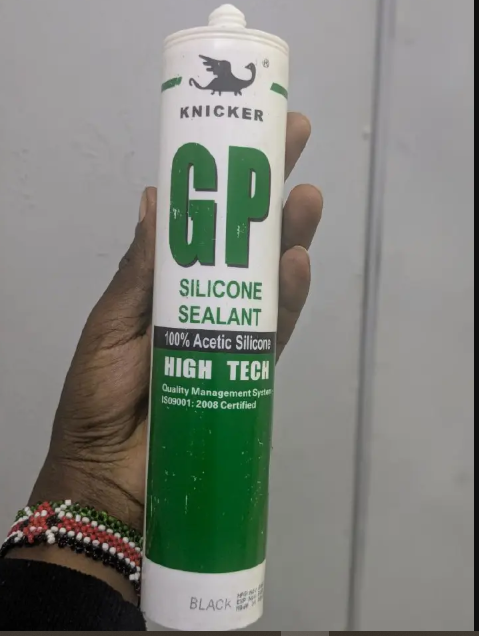 ®
KNICKER
GP
SILICONE
SEALANT
100% Acetic Silicone
HIGH TECH
Quality Management System
ISO9001: 2008 Certified
BLACK